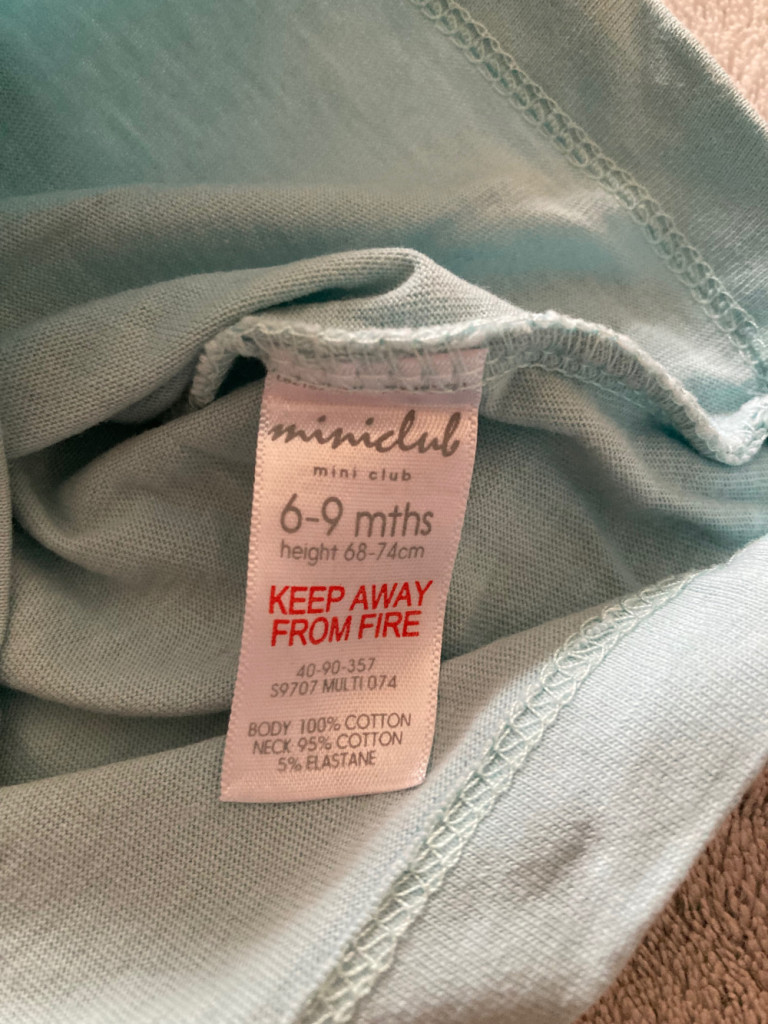 miniclub
mini club
6-9 mths
height 68-74cm
KEEP AWAY
FROM FIRE
40-90-357
S9707 MULTI 074
BODY 100% COTTON
NECK 95% COTTON
5% ELASTANE